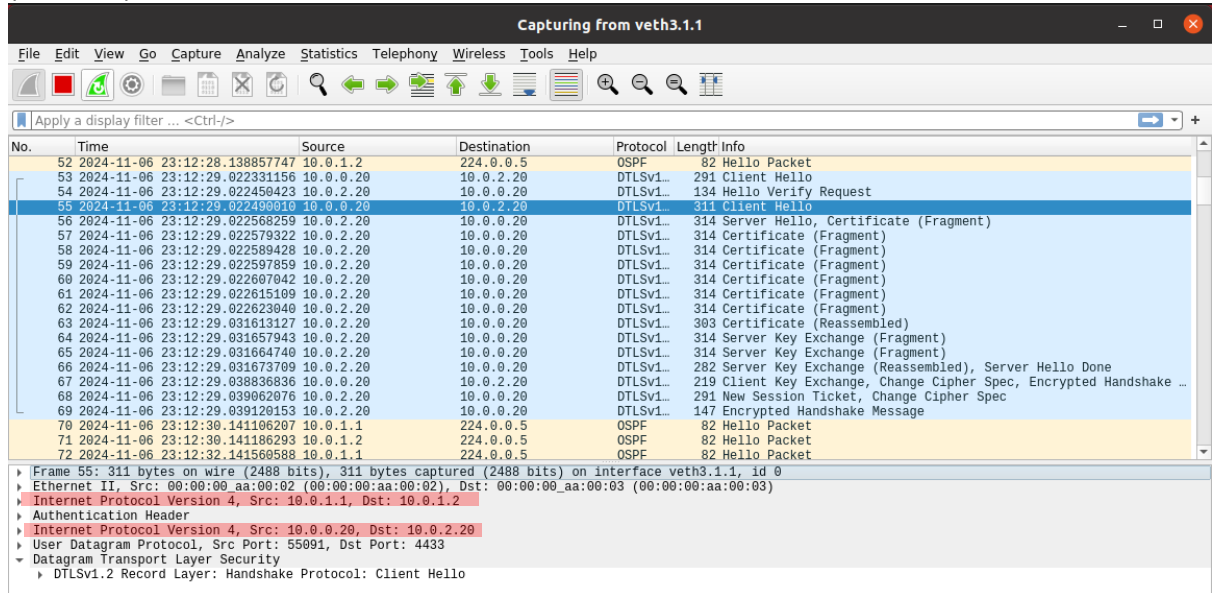 Capturing from veth3.1.1
File Edit View Go Capture Analyze Statistics Telephony Wireless Tools Help
Apply a display filter ... <Ctrl-/>
No. Time Source Destination Protocol Length Info
52 2024-11-06 23:12:28.138857747 10.0.1.2 224.0.0.5 OSPF 82 Hello Packet
53 2024-11-06 23:12:29.022331156 10.0.0.20 10.0.2.20 DTLSv1… 291 Client Hello
54 2024-11-06 23:12:29.022450423 10.0.2.20 10.0.0.20 DTLSv1… 134 Hello Verify Request
55 2024-11-06 23:12:29.022490010 10.0.0.20 10.0.2.20 DTLSv1… 311 Client Hello
56 2024-11-06 23:12:29.022568259 10.0.2.20 10.0.0.20 DTLSv1… 314 Server Hello, Certificate (Fragment)
57 2024-11-06 23:12:29.022579322 10.0.2.20 10.0.0.20 DTLSv1… 314 Certificate (Fragment)
58 2024-11-06 23:12:29.022589428 10.0.2.20 10.0.0.20 DTLSv1… 314 Certificate (Fragment)
59 2024-11-06 23:12:29.022597859 10.0.2.20 10.0.0.20 DTLSv1… 314 Certificate (Fragment)
60 2024-11-06 23:12:29.022607042 10.0.2.20 10.0.0.20 DTLSv1… 314 Certificate (Fragment)
61 2024-11-06 23:12:29.022615109 10.0.2.20 10.0.0.20 DTLSv1… 314 Certificate (Fragment)
62 2024-11-06 23:12:29.022623040 10.0.2.20 10.0.0.20 DTLSv1… 314 Certificate (Fragment)
63 2024-11-06 23:12:29.031613127 10.0.2.20 10.0.0.20 DTLSv1… 303 Certificate (Reassembled)
64 2024-11-06 23:12:29.031657943 10.0.2.20 10.0.0.20 DTLSv1… 314 Server Key Exchange (Fragment)
65 2024-11-06 23:12:29.031664740 10.0.2.20 10.0.0.20 DTLSv1… 314 Server Key Exchange (Fragment)
66 2024-11-06 23:12:29.031673709 10.0.2.20 10.0.0.20 DTLSv1… 282 Server Key Exchange (Reassembled), Server Hello Done
67 2024-11-06 23:12:29.038836836 10.0.0.20 10.0.2.20 DTLSv1… 219 Client Key Exchange, Change Cipher Spec, Encrypted Handshake …
68 2024-11-06 23:12:29.039062076 10.0.2.20 10.0.0.20 DTLSv1… 291 New Session Ticket, Change Cipher Spec
69 2024-11-06 23:12:29.039120153 10.0.2.20 10.0.0.20 DTLSv1… 147 Encrypted Handshake Message
70 2024-11-06 23:12:30.141106207 10.0.1.1 224.0.0.5 OSPF 82 Hello Packet
71 2024-11-06 23:12:30.141186293 10.0.1.2 224.0.0.5 OSPF 82 Hello Packet
72 2024-11-06 23:12:32.141560588 10.0.1.1 224.0.0.5 OSPF 82 Hello Packet
Frame 55: 311 bytes on wire (2488 bits), 311 bytes captured (2488 bits) on interface veth3.1.1, id 0
Ethernet II, Src: 00:00:00_aa:00:02 (00:00:00:aa:00:02), Dst: 00:00:00_aa:00:03 (00:00:00:aa:00:03)
Internet Protocol Version 4, Src: 10.0.1.1, Dst: 10.0.1.2
Authentication Header
Internet Protocol Version 4, Src: 10.0.0.20, Dst: 10.0.2.20
User Datagram Protocol, Src Port: 55091, Dst Port: 4433
Datagram Transport Layer Security
DTLSv1.2 Record Layer: Handshake Protocol: Client Hello